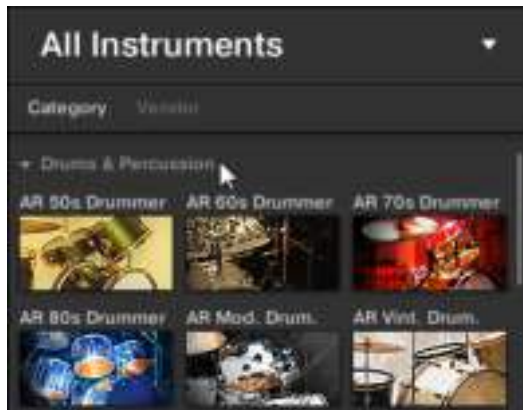 All Instruments
Category Vendor
Drums & Percussion
AR 50s Drummer AR 60s Drummer AR 70s Drummer
AR 80s Drummer AR Mod. Drum. AR Vint. Drum.